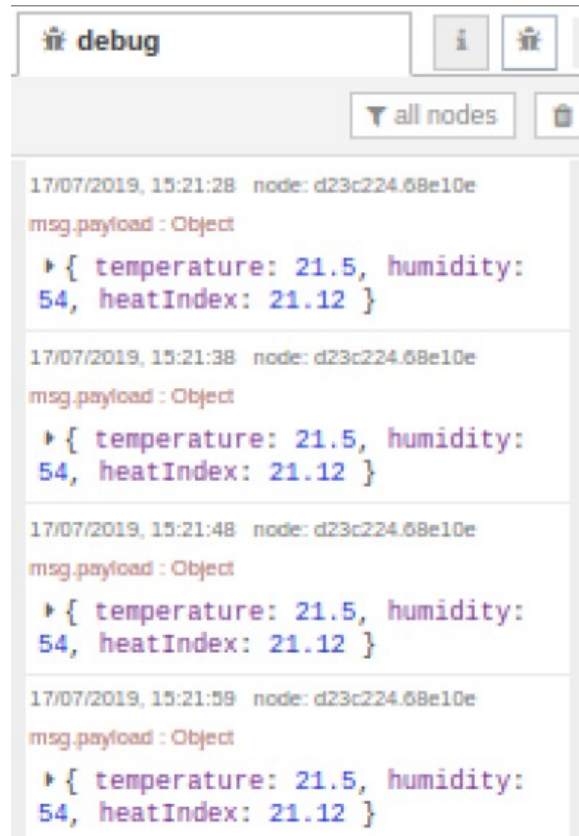 debug
i
all nodes
17/07/2019, 15:21:28 node: d23c224.68e10e
msg.payload : Object
{ temperature: 21.5, humidity:
54, heatIndex: 21.12 }
17/07/2019, 15:21:38 node: d23c224.68e10e
msg.payload : Object
{ temperature: 21.5, humidity:
54, heatIndex: 21.12 }
17/07/2019, 15:21:48 node: d23c224.68e10e
msg.payload : Object
{ temperature: 21.5, humidity:
54, heatIndex: 21.12 }
17/07/2019, 15:21:59 node: d23c224.68e10e
msg.payload : Object
{ temperature: 21.5, humidity:
54, heatIndex: 21.12 }